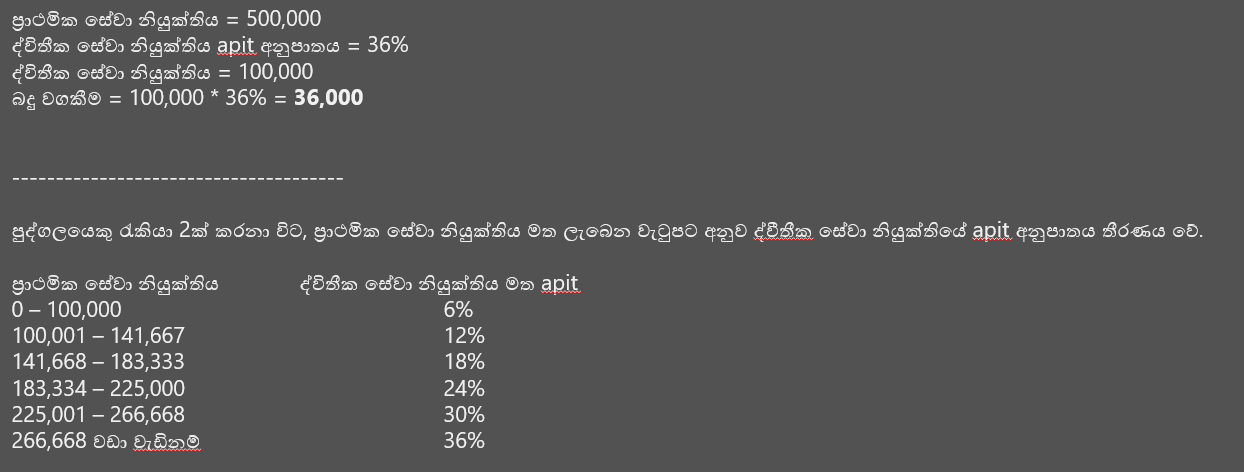 ප්‍රාථමික සේවා නියුක්තිය = 500,000
ද්විතීක සේවා නියුක්තිය apit අනුපාතය = 36%
ද්විතීක සේවා නියුක්තිය = 100,000
බදු වගකීම = 100,000 * 36% = 36,000
--------------------------------------
පුද්ගලයෙකු රැකියා 2ක් කරනා විට, ප්‍රාථමික සේවා නියුක්තිය මත ලැබෙන වැටුපට අනුව ද්වීතීක සේවා නියුක්තියේ apit අනුපාතය තීරණය වේ.
ප්‍රාථමික සේවා නියුක්තිය ද්විතීක සේවා නියුක්තිය මත apit
0 – 100,000 6%
100,001 – 141,667 12%
141,668 – 183,333 18%
183,334 – 225,000 24%
225,001 – 266,668 30%
266,668 වඩා වැඩිනම් 36%